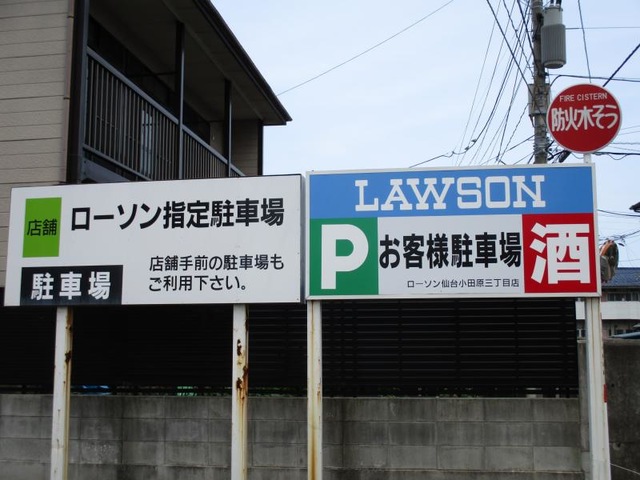 店舗
ローソン指定駐車場
駐車場
店舗手前の駐車場も
ご利用下さい。
LAWSON
P
お客様駐車場
酒
ローソン仙台小田原三丁目店
FIRE CISTERN
防火水そう